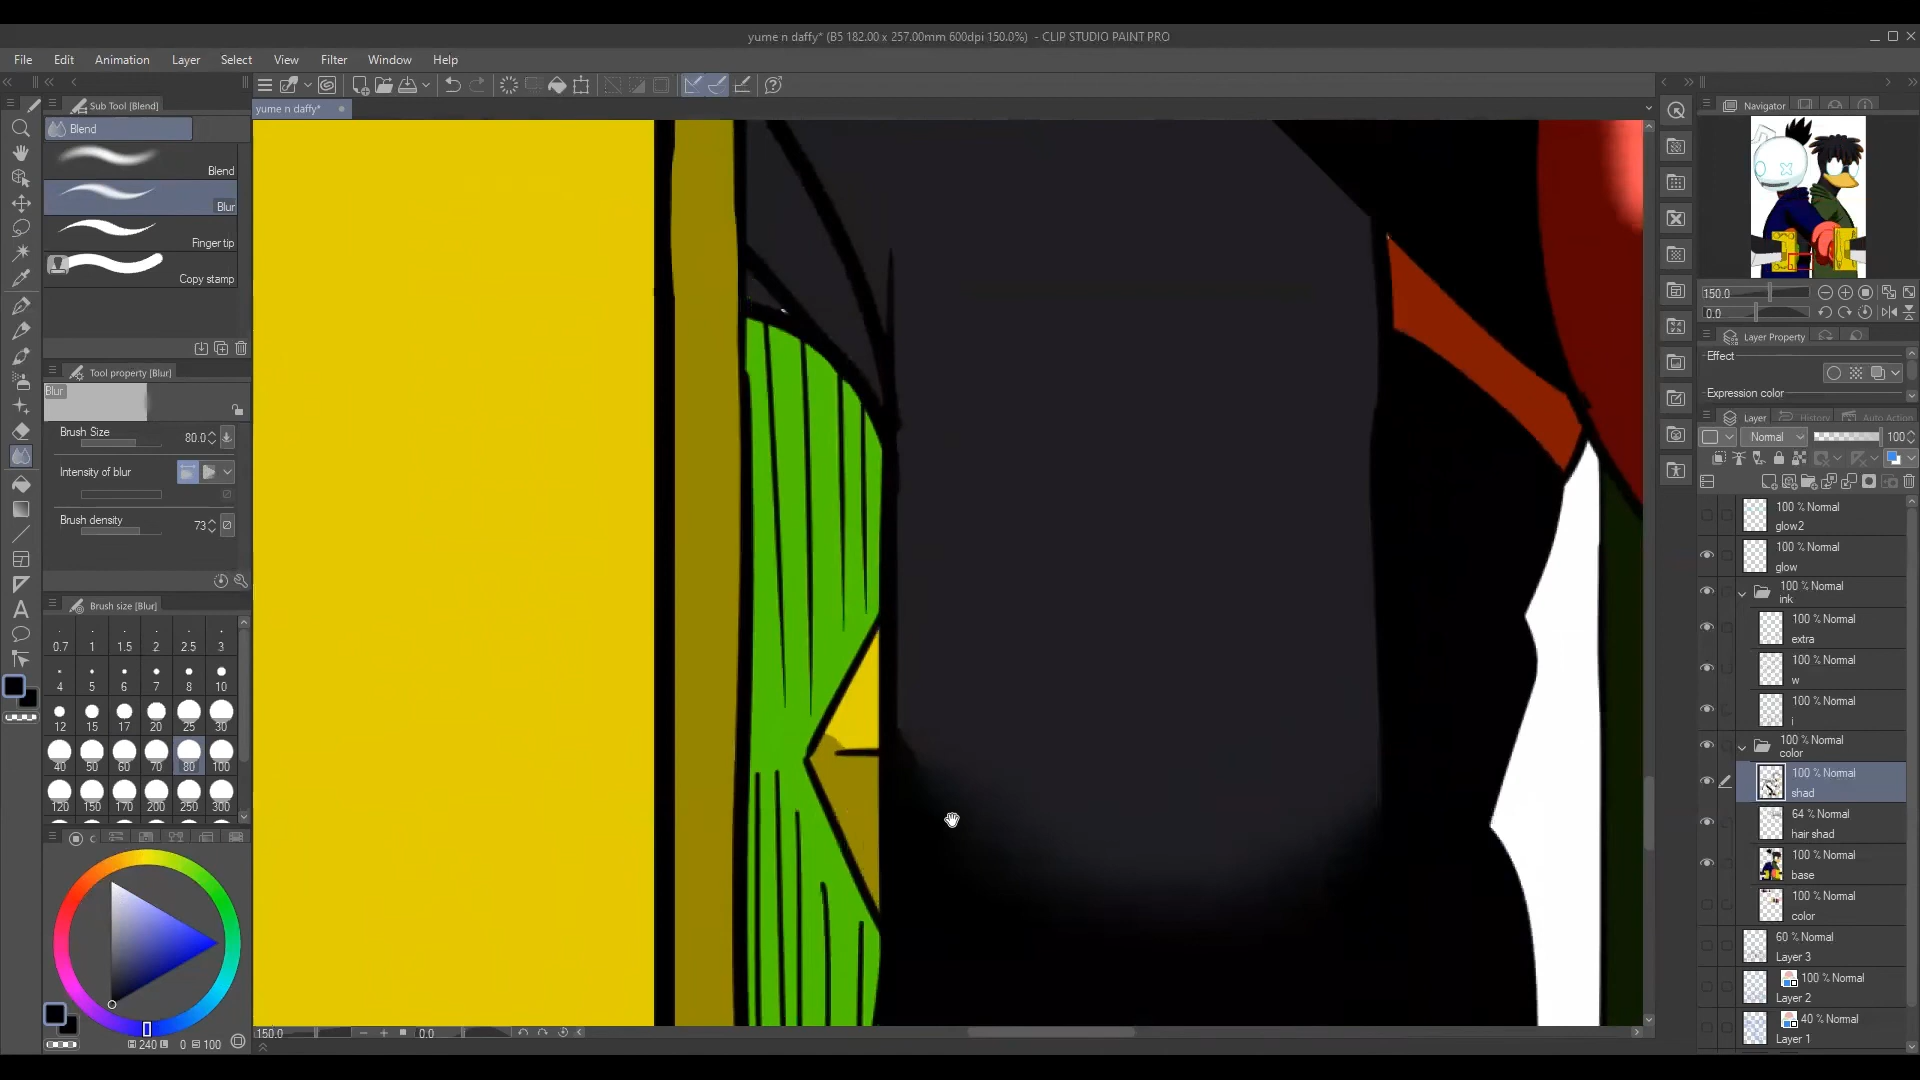 yume n daffy* (B5 182.00 x 257.00mm 600dpi 150.0%) - CLIP STUDIO PAINT PRO
File Edit Animation Layer Select View Filter Window Help
Sub Tool [Blend]
yume n daffy*
Navigator
Blend
Blend
Blur
Finger tip
Copy stamp
150.0
0.0
Layer Property
Effect
Expression color
Tool property [Blur]
Blur
Brush Size 80.0
Intensity of blur
Brush density 73
Layer History Auto Action
Normal 100
Brush size [Blur]
0.7 1 1.5 2 2.5 3
4 5 6 7 8 10
12 15 17 20 25 30
40 50 60 70 80 100
120 150 170 200 250 300
100 % Normal
glow2
100 % Normal
glow
100 % Normal
ink
100 % Normal
extra
100 % Normal
w
100 % Normal
i
100 % Normal
color
100 % Normal
shad
64 % Normal
hair shad
100 % Normal
base
100 % Normal
color
60 % Normal
Layer 3
100 % Normal
Layer 2
40 % Normal
Layer 1
150.0 0.0
240 0 100